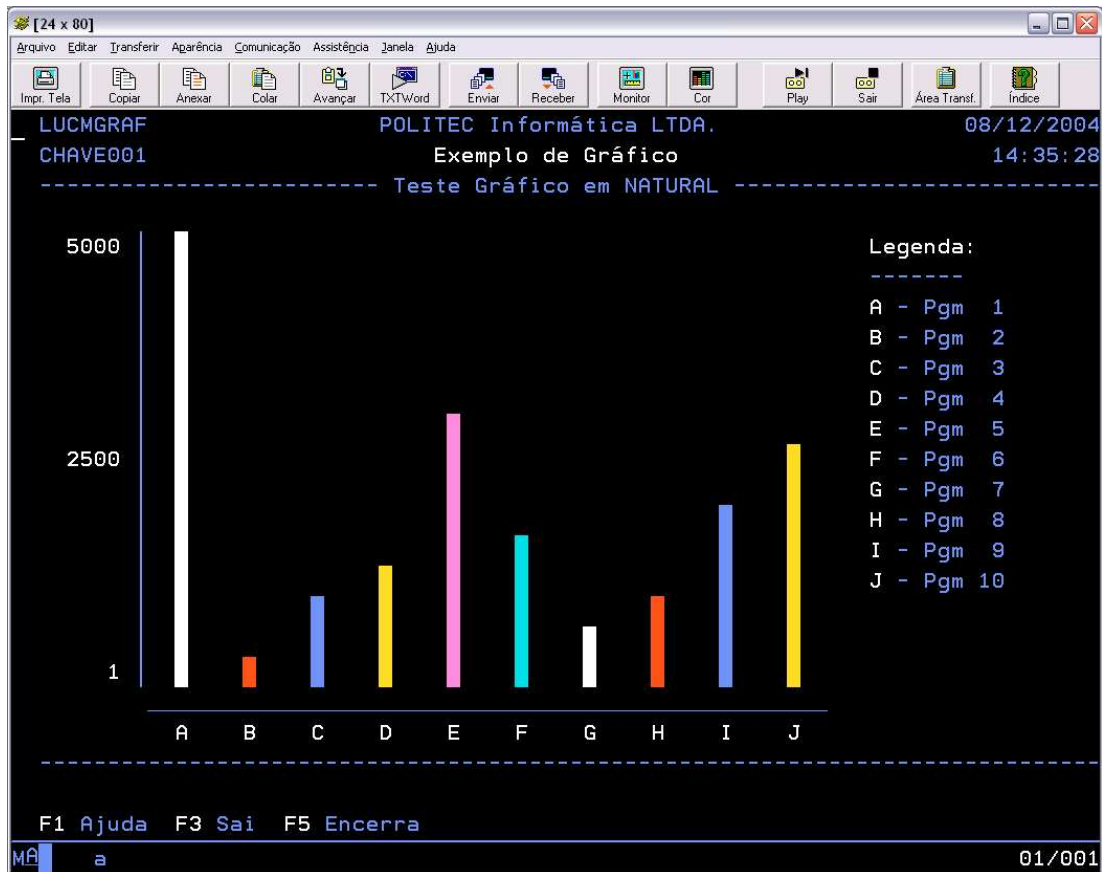 [24 x 80]
Arquivo Editar Transferir Aparência Comunicação Assistência Janela Ajuda
Impr. Tela Copiar Anexar Colar Avançar TXTWord Enviar Receber Monitor Cor Play Sair Área Transf. Índice
LUCMGRAF POLITEC Informática LTDA. 08/12/2004
CHAVE001 Exemplo de Gráfico 14:35:28
---------------------------- Teste Gráfico em NATURAL ----------------------------
5000 Legenda:
-------
A - Pgm 1
B - Pgm 2
C - Pgm 3
D - Pgm 4
E - Pgm 5
2500 F - Pgm 6
G - Pgm 7
H - Pgm 8
I - Pgm 9
J - Pgm 10
1
A B C D E F G H I J
F1 Ajuda F3 Sai F5 Encerra
MA a 01/001